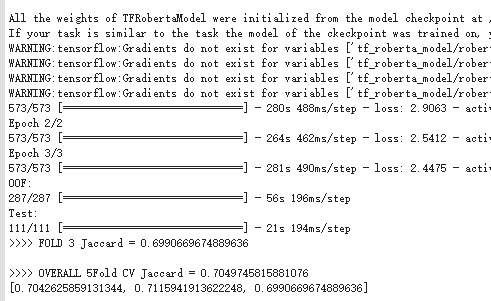 All the weights of TFRobertaModel were initialized from the model checkpoint at /
If your task is similar to the task the model of the ckeckpoint was trained on, y
WARNING:tensorflow:Gradients do not exist for variables ['tf_roberta_model/rober
WARNING:tensorflow:Gradients do not exist for variables ['tf_roberta_model/rober
WARNING:tensorflow:Gradients do not exist for variables ['tf_roberta_model/rober
WARNING:tensorflow:Gradients do not exist for variables ['tf_roberta_model/rober
573/573 [==============================] - 280s 488ms/step - loss: 2.9063 - activ
Epoch 2/2
573/573 [==============================] - 264s 462ms/step - loss: 2.5412 - activ
Epoch 3/3
573/573 [==============================] - 281s 490ms/step - loss: 2.4475 - activ
OOF:
287/287 [==============================] - 56s 196ms/step
Test:
111/111 [==============================] - 21s 194ms/step
>>>> FOLD 3 Jaccard = 0.6990669674889636
>>>> OVERALL 5Fold CV Jaccard = 0.7049745815881076
[0.7042625859131344, 0.7115941913622248, 0.6990669674889636]